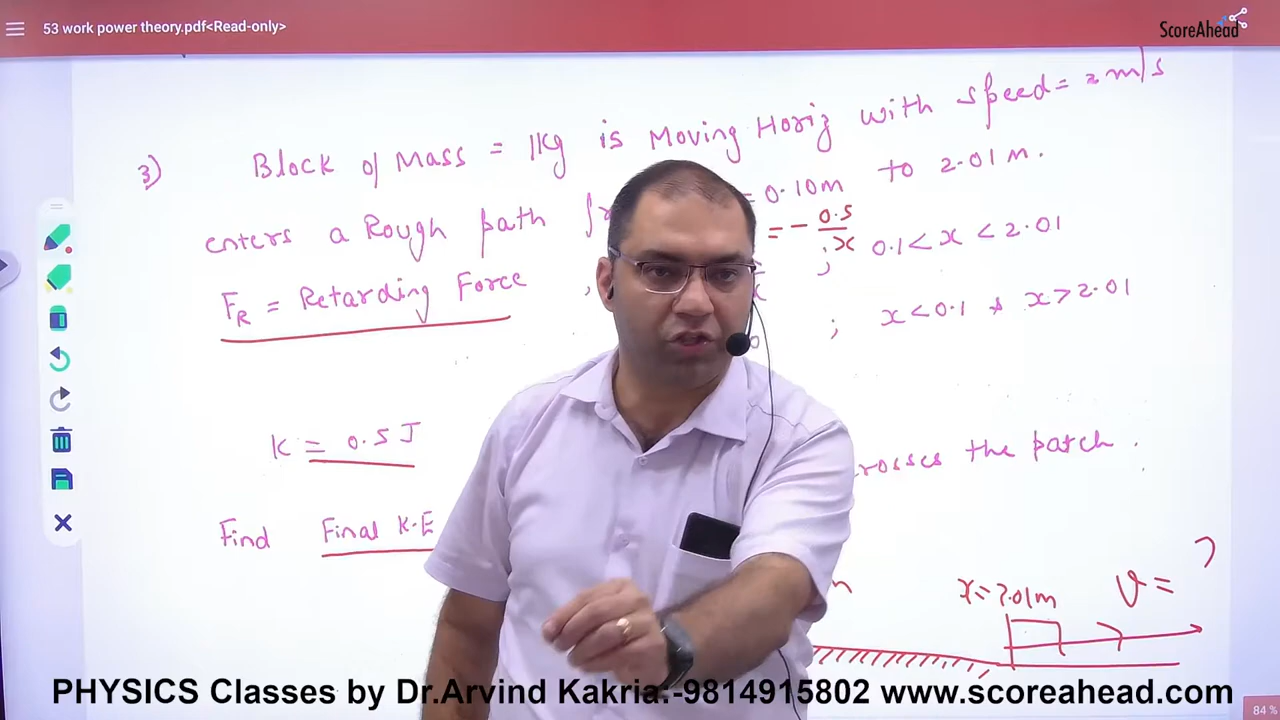 53 work power theory.pdf<Read-only>
ScoreAhead
3) Block of Mass = 1Kg is Moving Horiz with speed = 2 m/s
enters a Rough path = 0.10m to 2.01 m.
= - 0.5/x
F_R = Retarding Force , ; 0.1 < x < 2.01
; x < 0.1 & x > 2.01
K = 0.5 J the patch.
Find Final K.E
x = 2.01m v = ?
PHYSICS Classes by Dr.Arvind Kakria:-9814915802 www.scoreahead.com
84 %